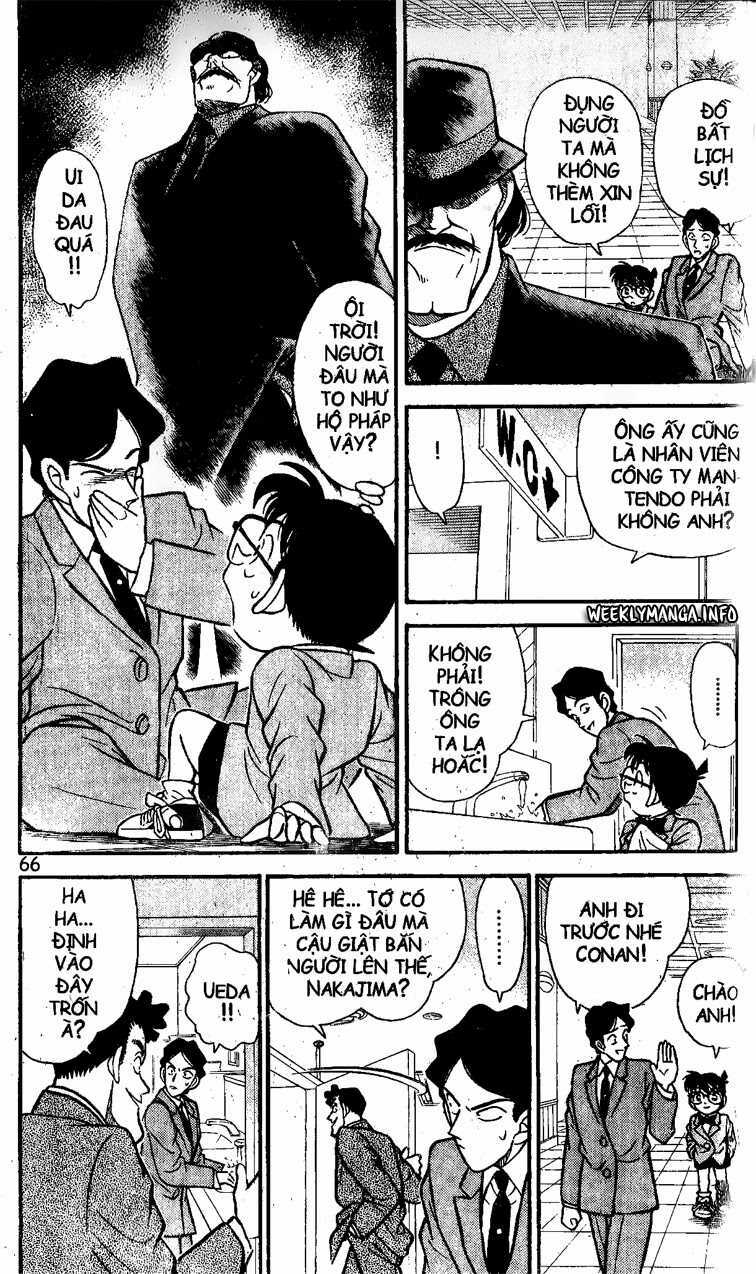 UI
DA
ĐAU
QUÁ
!!
ÔI
TRỜI!
NGƯỜI
ĐÂU MÀ
TO NHƯ
HỘ PHÁP
VẬY?
ĐỤNG
NGƯỜI
TA MÀ
KHÔNG
THÈM XIN
LỖI!
ĐỒ
BẤT
LỊCH
SỰ!
!
W.C
ÔNG ẤY CŨNG
LÀ NHÂN VIÊN
CÔNG TY MAN-
TENDO PHẢI
KHÔNG ANH?
WEEKLYMANGA.INFO
KHÔNG
PHẢI!
TRÔNG
ÔNG
TA LẠ
HOẮC!
........
66
HA
HA...
ĐỊNH
VÀO
ĐÂY
TRỐN
À?
UEDA
!!
HÊ HÊ... TỚ CÓ
LÀM GÌ ĐÂU MÀ
CẬU GIẬT BẮN
NGƯỜI LÊN THẾ,
NAKAJIMA?
........
ANH ĐI
TRƯỚC NHÉ
CONAN!
CHÀO
ANH!